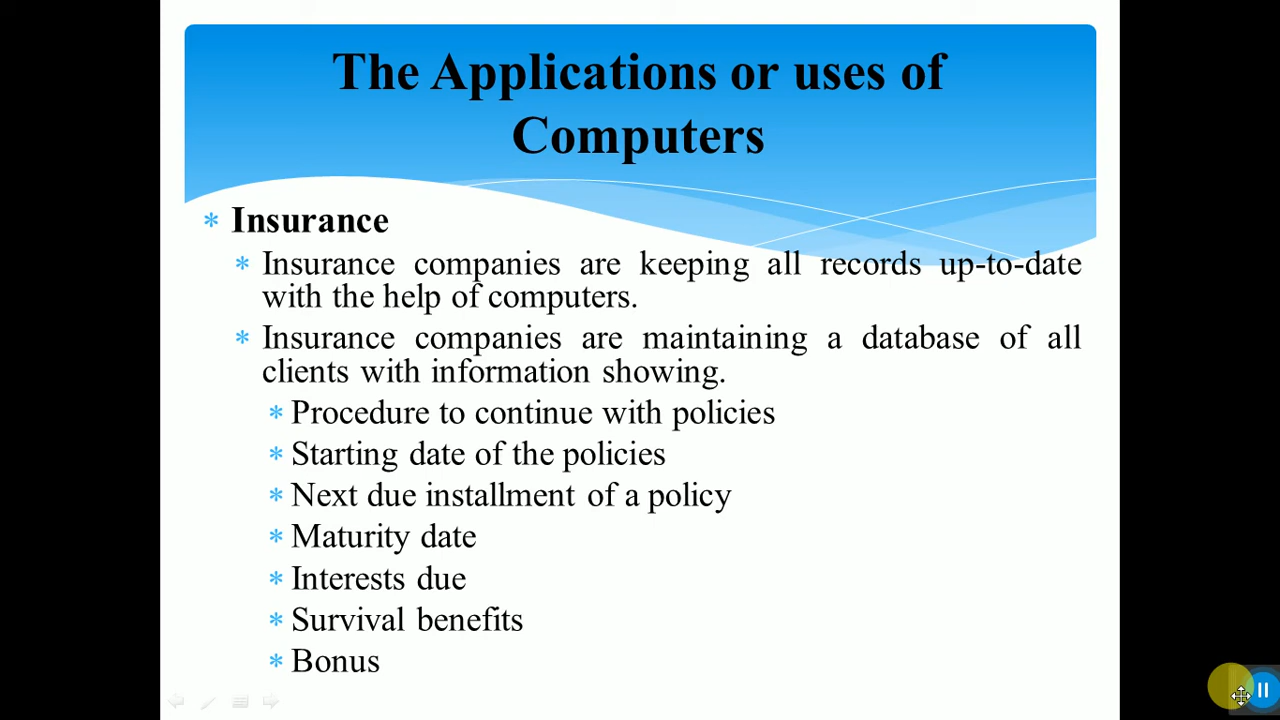 The Applications or uses of
Computers
* Insurance
* Insurance companies are keeping all records up-to-date
with the help of computers.
* Insurance companies are maintaining a database of all
clients with information showing.
* Procedure to continue with policies
* Starting date of the policies
* Next due installment of a policy
* Maturity date
* Interests due
* Survival benefits
* Bonus